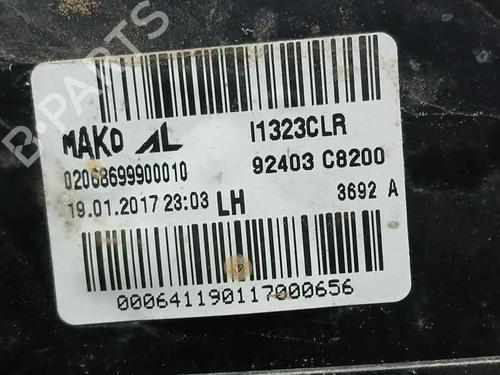 B-PARTS
MAKO AL I1323CLR
02068699900010 92403 C8200
19.01.2017 23:03 LH 3692 A
000641190117000656